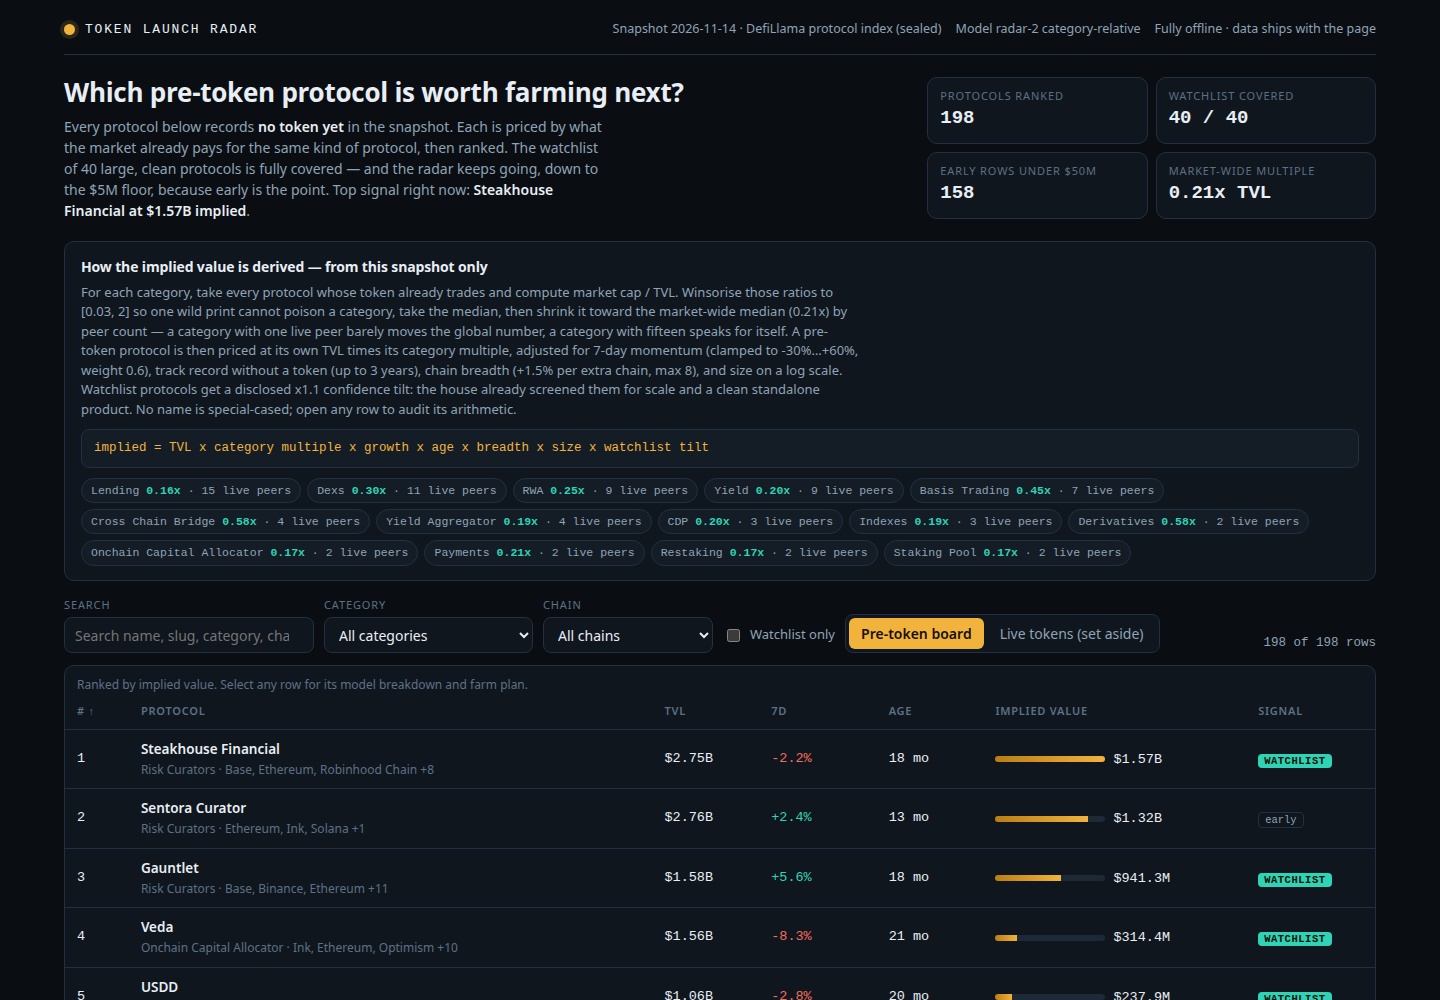 TOKEN LAUNCH RADAR
Snapshot 2026-11-14 · DefiLlama protocol index (sealed) Model radar-2 category-relative Fully offline · data ships with the page
Which pre-token protocol is worth farming next?
Every protocol below records no token yet in the snapshot. Each is priced by what
the market already pays for the same kind of protocol, then ranked. The watchlist
of 40 large, clean protocols is fully covered — and the radar keeps going, down to
the $5M floor, because early is the point. Top signal right now: Steakhouse
Financial at $1.57B implied.
PROTOCOLS RANKED
198
WATCHLIST COVERED
40 / 40
EARLY ROWS UNDER $50M
158
MARKET-WIDE MULTIPLE
0.21x TVL
How the implied value is derived — from this snapshot only
For each category, take every protocol whose token already trades and compute market cap / TVL. Winsorise those ratios to
[0.03, 2] so one wild print cannot poison a category, take the median, then shrink it toward the market-wide median (0.21x) by
peer count — a category with one live peer barely moves the global number, a category with fifteen speaks for itself. A pre-
token protocol is then priced at its own TVL times its category multiple, adjusted for 7-day momentum (clamped to -30%...+60%,
weight 0.6), track record without a token (up to 3 years), chain breadth (+1.5% per extra chain, max 8), and size on a log scale.
Watchlist protocols get a disclosed x1.1 confidence tilt: the house already screened them for scale and a clean standalone
product. No name is special-cased; open any row to audit its arithmetic.
implied = TVL x category multiple x growth x age x breadth x size x watchlist tilt
Lending 0.16x · 15 live peers Dexs 0.30x · 11 live peers RWA 0.25x · 9 live peers Yield 0.20x · 9 live peers Basis Trading 0.45x · 7 live peers
Cross Chain Bridge 0.58x · 4 live peers Yield Aggregator 0.19x · 4 live peers CDP 0.20x · 3 live peers Indexes 0.19x · 3 live peers Derivatives 0.58x · 2 live peers
Onchain Capital Allocator 0.17x · 2 live peers Payments 0.21x · 2 live peers Restaking 0.17x · 2 live peers Staking Pool 0.17x · 2 live peers
SEARCH CATEGORY CHAIN
Search name, slug, category, cha All categories All chains Watchlist only Pre-token board Live tokens (set aside) 198 of 198 rows
Ranked by implied value. Select any row for its model breakdown and farm plan.
# ↑ PROTOCOL TVL 7D AGE IMPLIED VALUE SIGNAL
1 Steakhouse Financial $2.75B -2.2% 18 mo $1.57B WATCHLIST
Risk Curators · Base, Ethereum, Robinhood Chain +8
2 Sentora Curator $2.76B +2.4% 13 mo $1.32B early
Risk Curators · Ethereum, Ink, Solana +1
3 Gauntlet $1.58B +5.6% 18 mo $941.3M WATCHLIST
Risk Curators · Base, Binance, Ethereum +11
4 Veda $1.56B -8.3% 21 mo $314.4M WATCHLIST
Onchain Capital Allocator · Ink, Ethereum, Optimism +10
5 USDD $1.06B -2.8% 20 mo $237.9M WATCHLIST